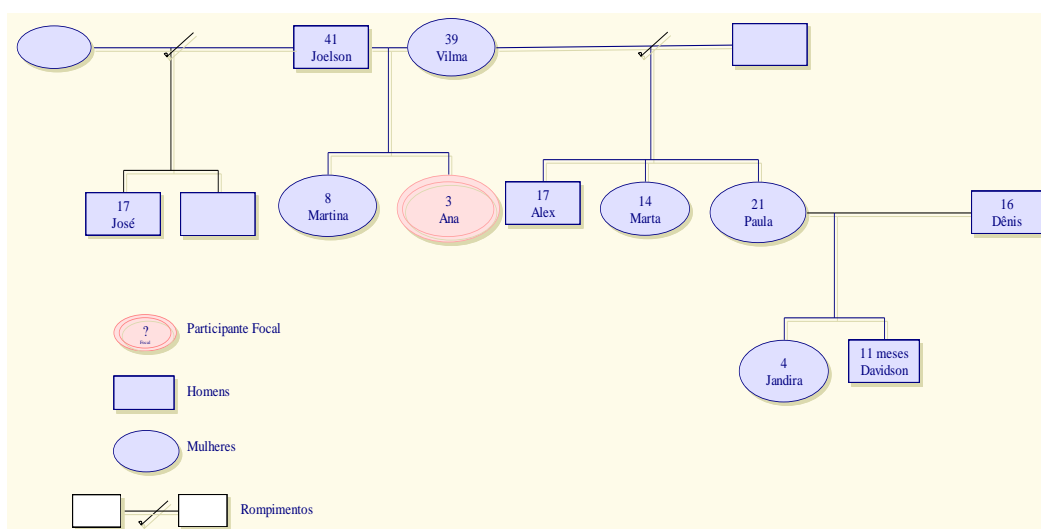 41
Joelson
39
Vilma
17
José
8
Martina
3
Ana
17
Alex
14
Marta
21
Paula
16
Dênis
4
Jandira
11 meses
Davidson
?
Focal
Participante Focal
Homens
Mulheres
Rompimentos